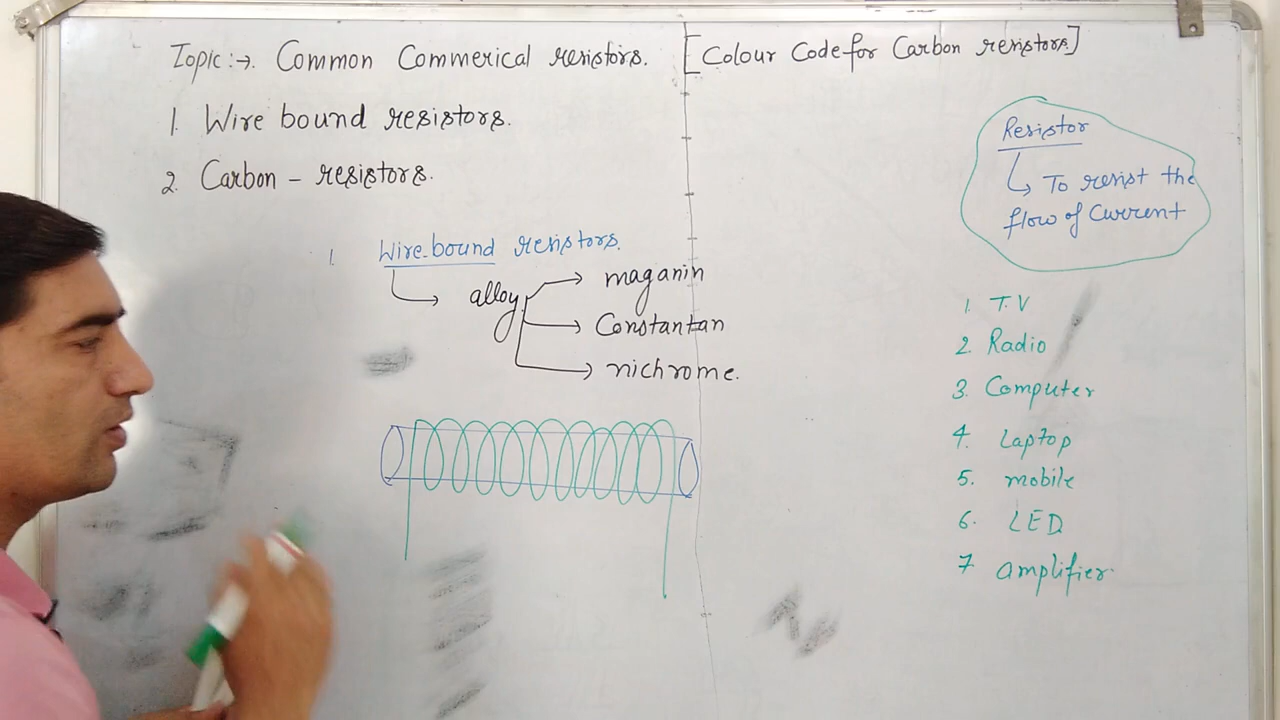 Topic:→. Common Commerical resistors. [Colour Code for Carbon resistors.]
1. Wire bound resistors.
2. Carbon - resistors.
Resistor
↳ To resist the
flow of Current
1. Wire-bound resistors.
↳ alloy → maganin
→ Constantan
→ nichrome.
1. T.V
2. Radio
3. Computer
4. Laptop
5. mobile
6. LED
7 amplifier.